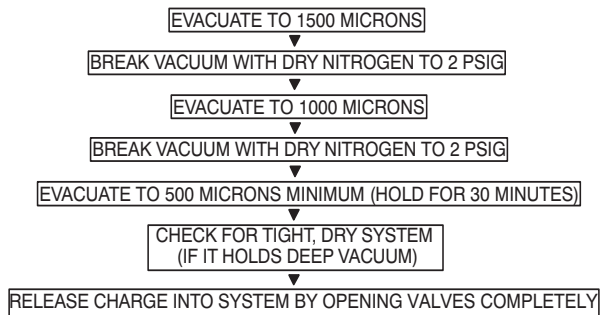 EVACUATE TO 1500 MICRONS
BREAK VACUUM WITH DRY NITROGEN TO 2 PSIG
EVACUATE TO 1000 MICRONS
BREAK VACUUM WITH DRY NITROGEN TO 2 PSIG
EVACUATE TO 500 MICRONS MINIMUM (HOLD FOR 30 MINUTES)
CHECK FOR TIGHT, DRY SYSTEM
(IF IT HOLDS DEEP VACUUM)
RELEASE CHARGE INTO SYSTEM BY OPENING VALVES COMPLETELY